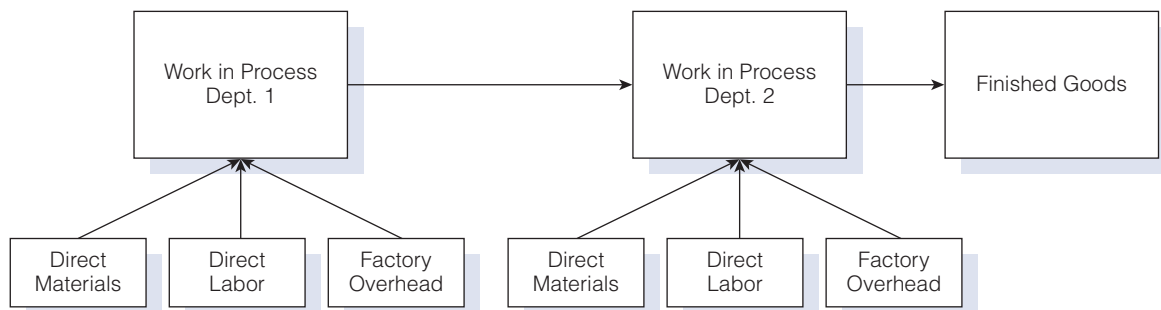 Work in Process
Dept. 1
Work in Process
Dept. 2
Finished Goods
Direct
Materials
Direct
Labor
Factory
Overhead
Direct
Materials
Direct
Labor
Factory
Overhead